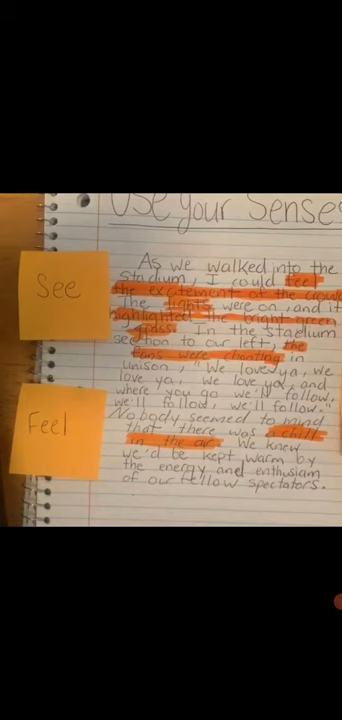 Use your Senses
See
As we walked into the
stadium, I could feel
the excitement of the crowd.
The lights were on, and it
highlighted the bright green
grass. In the staelium
section to our left, the
fans were chanting in
unison, "We love ya, we
love ya, we love ya, and
where you go we'll follow,
we'll follow, we'll follow."
Feel
Nobody seemed to mind
that there was a chill
in the air. We knew
we'd be kept warm by
the energy and enthusiam
of our fellow spectators.